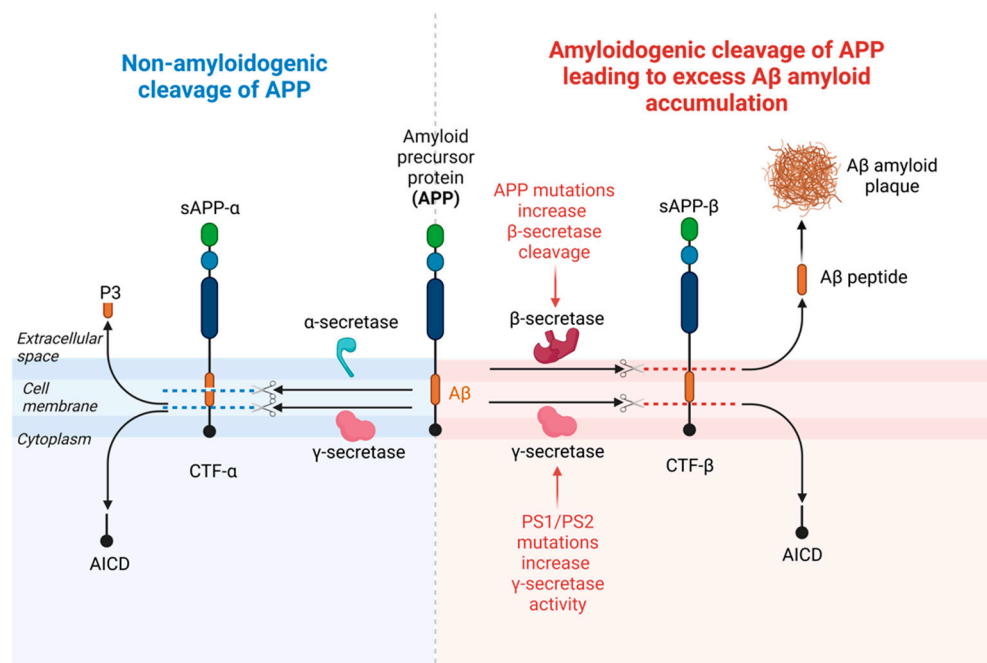 Non-amyloidogenic
cleavage of APP
Amyloidogenic cleavage of APP
leading to excess Aβ amyloid
accumulation
Amyloid
precursor
protein
(APP)
sAPP-α
P3
α-secretase
Extracellular
space
Cell
membrane
Cytoplasm
γ-secretase
CTF-α
AICD
Aβ
APP mutations
increase
β-secretase
cleavage
β-secretase
sAPP-β
Aβ amyloid
plaque
Aβ peptide
γ-secretase
CTF-β
PS1/PS2
mutations
increase
γ-secretase
activity
AICD